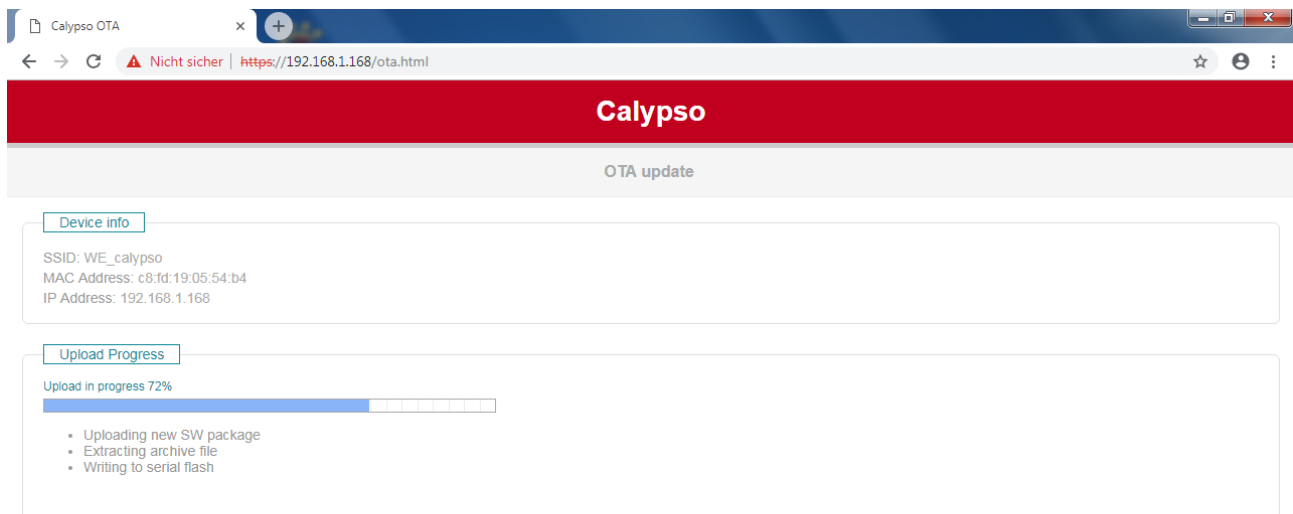 Calypso OTA
Nicht sicher | https://192.168.1.168/ota.html
Calypso
OTA update
Device info
SSID: WE_calypso
MAC Address: c8:fd:19:05:54:b4
IP Address: 192.168.1.168
Upload Progress
Upload in progress 72%
• Uploading new SW package
• Extracting archive file
• Writing to serial flash